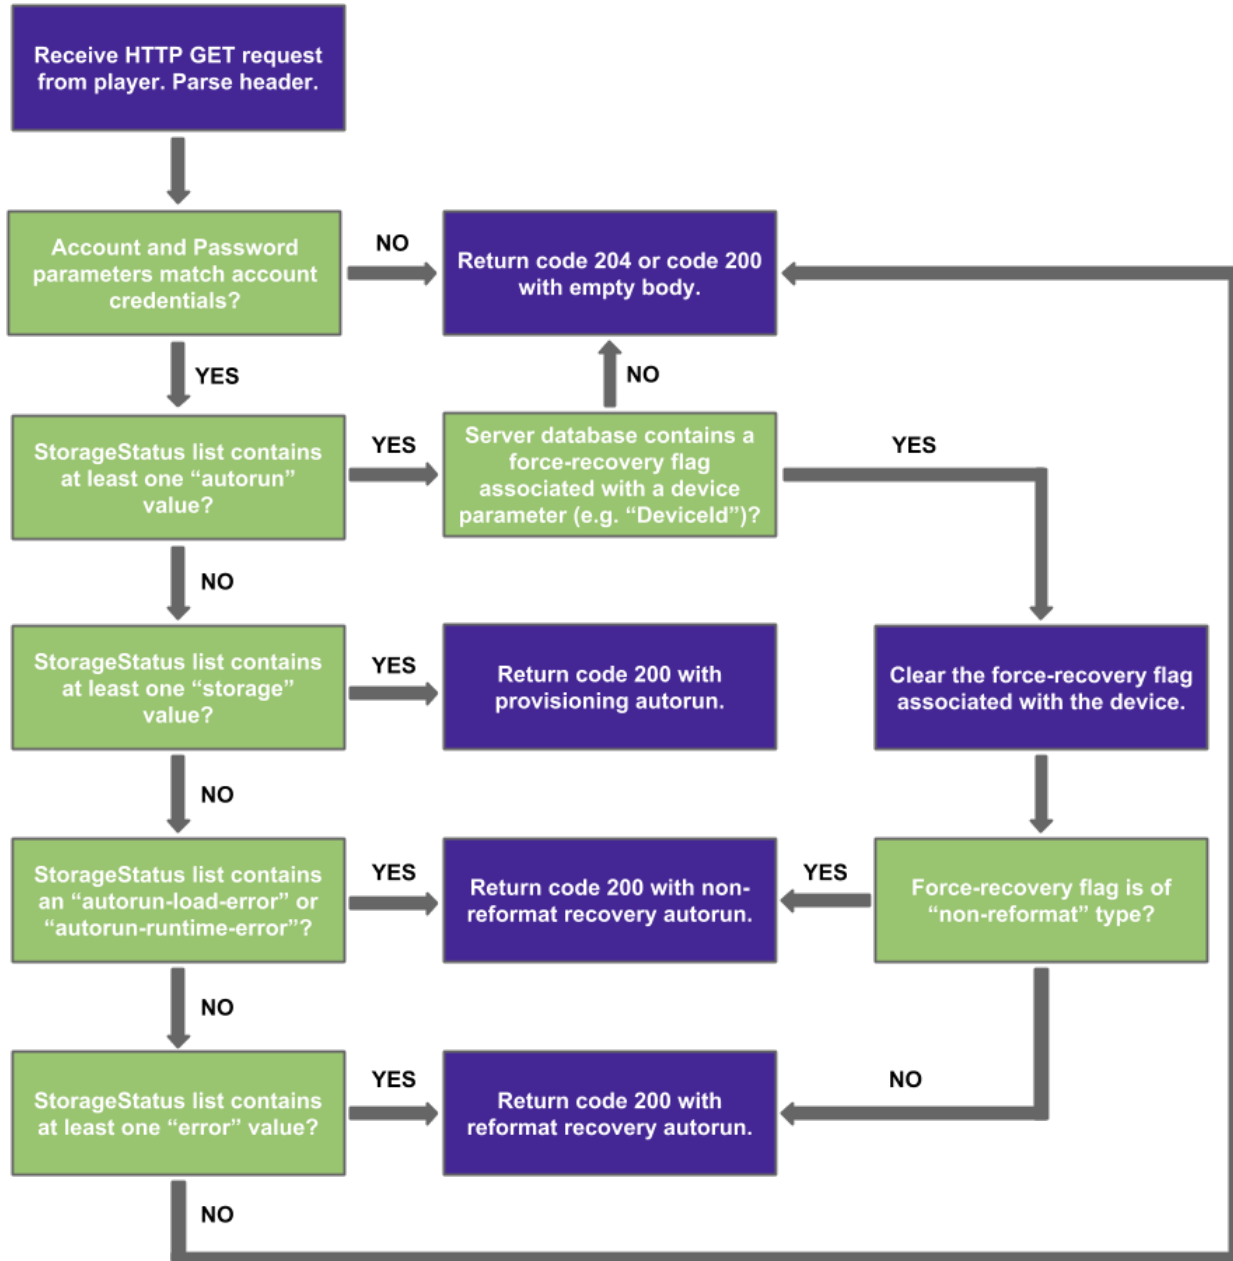 Receive HTTP GET request
from player. Parse header.
Account and Password
parameters match account
credentials?
NO
Return code 204 or code 200
with empty body.
YES
NO
StorageStatus list contains
at least one “autorun”
value?
YES
Server database contains a
force-recovery flag
associated with a device
parameter (e.g. “DeviceId”)?
YES
NO
StorageStatus list contains
at least one “storage”
value?
YES
Return code 200 with
provisioning autorun.
Clear the force-recovery flag
associated with the device.
NO
StorageStatus list contains
an “autorun-load-error” or
“autorun-runtime-error”?
YES
Return code 200 with non-
reformat recovery autorun.
YES
Force-recovery flag is of
“non-reformat” type?
NO
StorageStatus list contains
at least one “error” value?
YES
Return code 200 with
reformat recovery autorun.
NO
NO